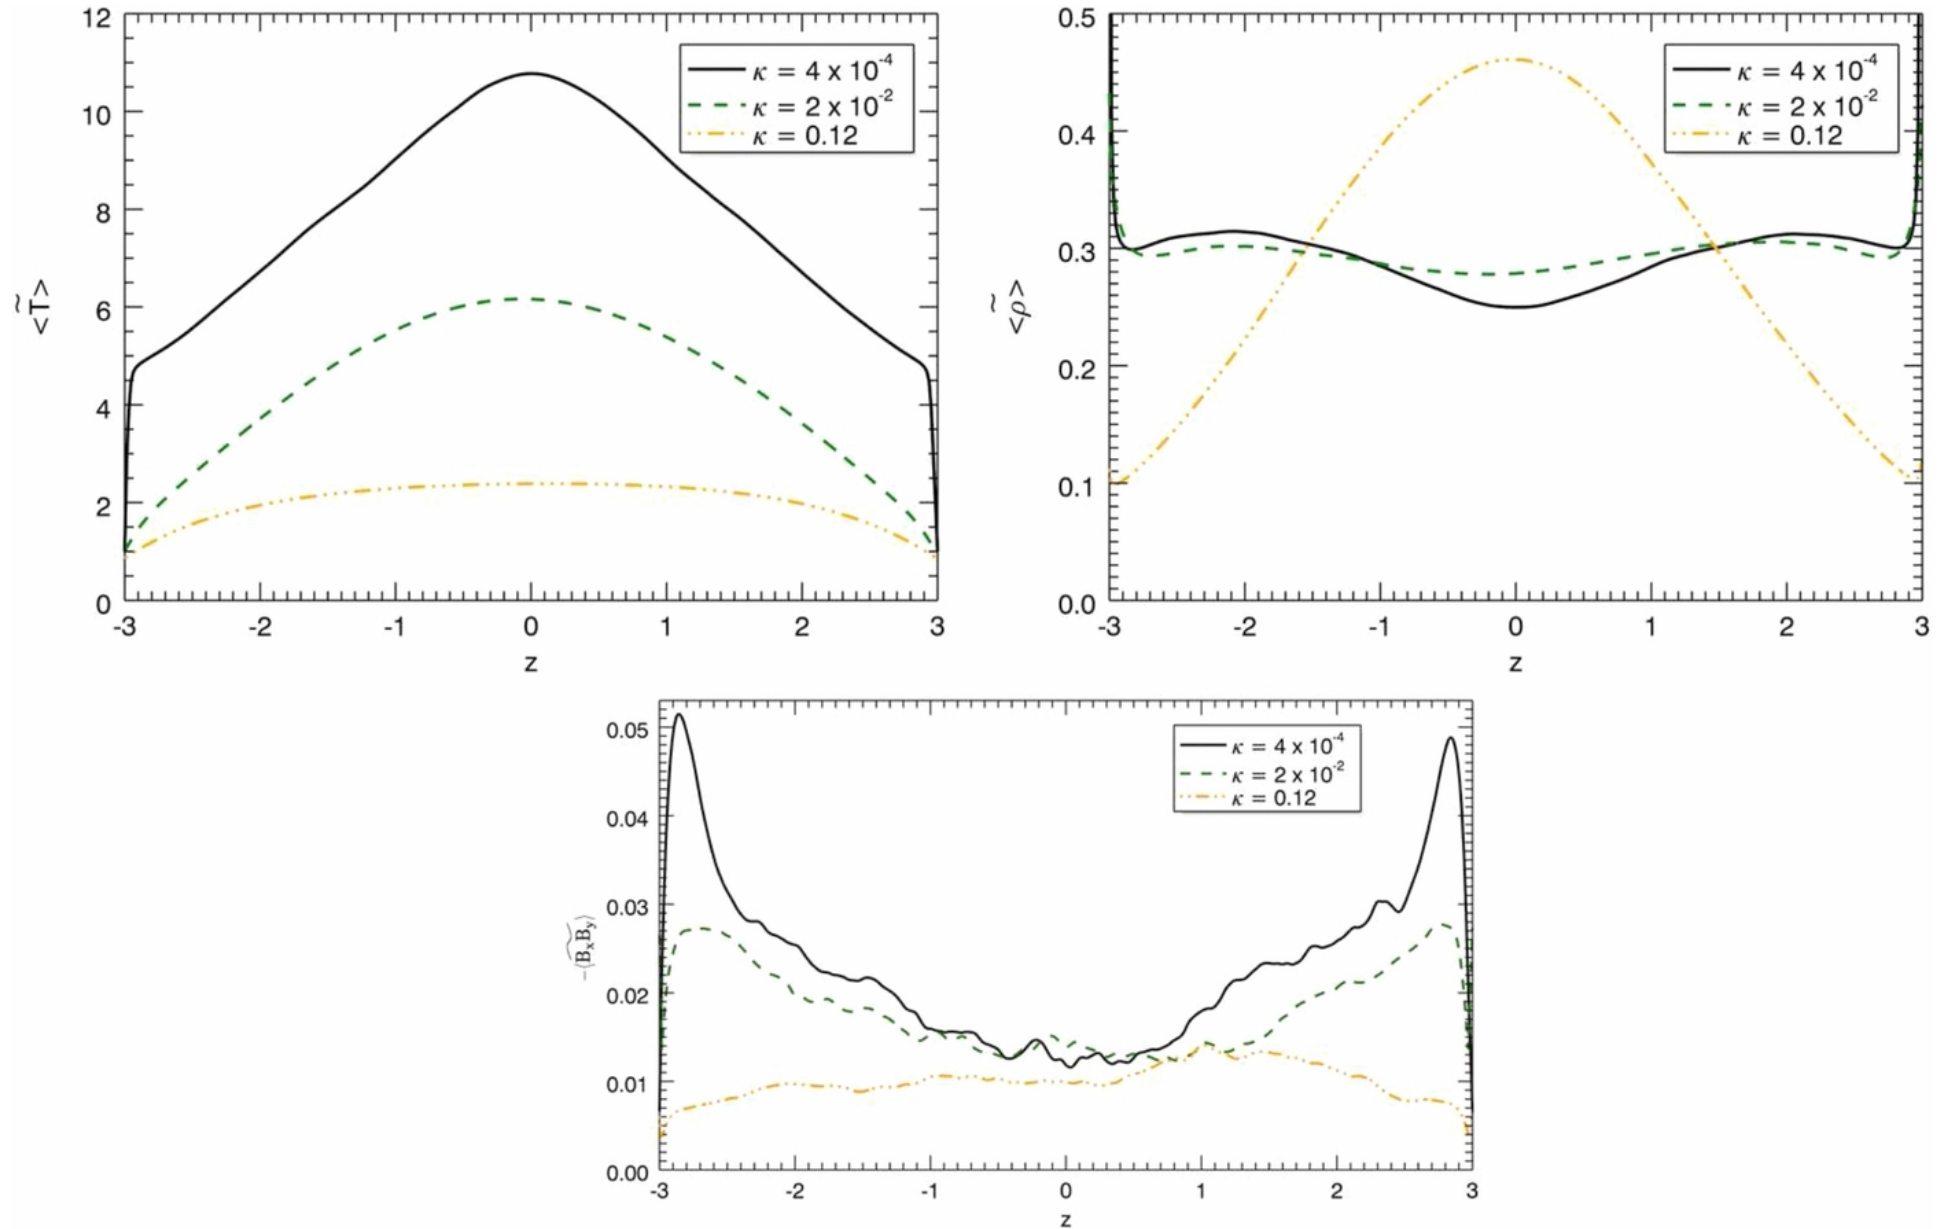 12
10
8
6
4
2
0
-3 -2 -1 0 1 2 3
z
<T̃>
κ = 4 x 10⁻⁴
κ = 2 x 10⁻²
κ = 0.12
0.5
0.4
0.3
0.2
0.1
0.0
-3 -2 -1 0 1 2 3
z
<ρ̃>
κ = 4 x 10⁻⁴
κ = 2 x 10⁻²
κ = 0.12
0.05
0.04
0.03
0.02
0.01
0.00
-3 -2 -1 0 1 2 3
z
−⟨B̃ₓB̃ᵧ⟩
κ = 4 x 10⁻⁴
κ = 2 x 10⁻²
κ = 0.12